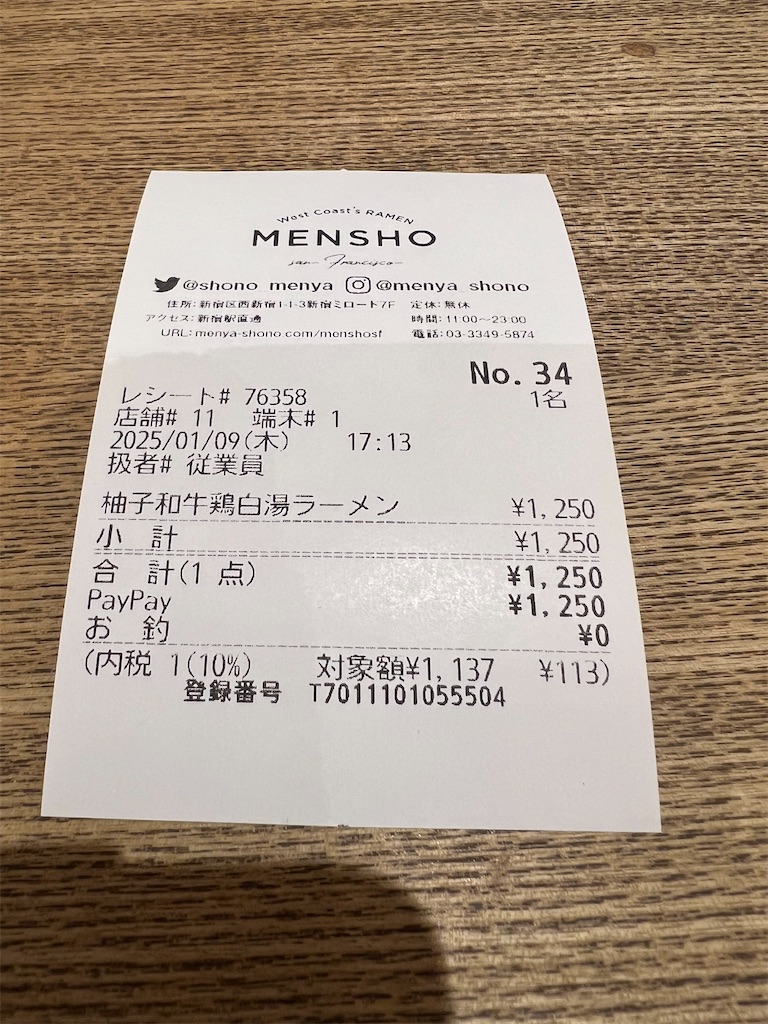 West Coast's RAMEN
MENSHO
san Francisco
@shono_menya @menya_shono
住所:新宿区西新宿1-1-3新宿ミロード7F 定休:無休
アクセス:新宿駅直通 時間:11:00~23:00
URL:menya-shono.com/menshosf 電話:03-3349-5874
No. 34
レシート# 76358 1名
店舗# 11 端末# 1
2025/01/09(木) 17:13
扱者# 従業員
柚子和牛鶏白湯ラーメン ¥1,250
小 計 ¥1,250
合 計(1 点) ¥1,250
PayPay ¥1,250
お 釣 ¥0
(内税 1(10%) 対象額¥1,137 ¥113)
登録番号 T7011101055504